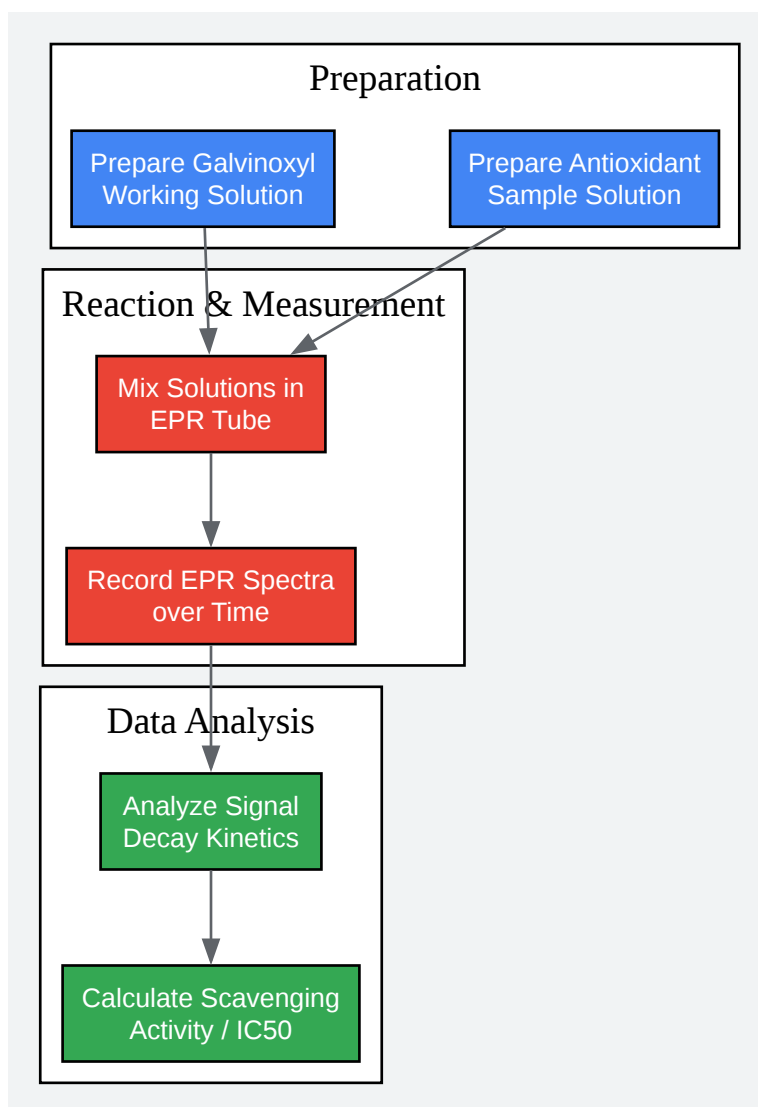 Preparation
Prepare Galvinoxyl
Working Solution
Prepare Antioxidant
Sample Solution
Reaction & Measurement
Mix Solutions in
EPR Tube
Record EPR Spectra
over Time
Data Analysis
Analyze Signal
Decay Kinetics
Calculate Scavenging
Activity / IC50